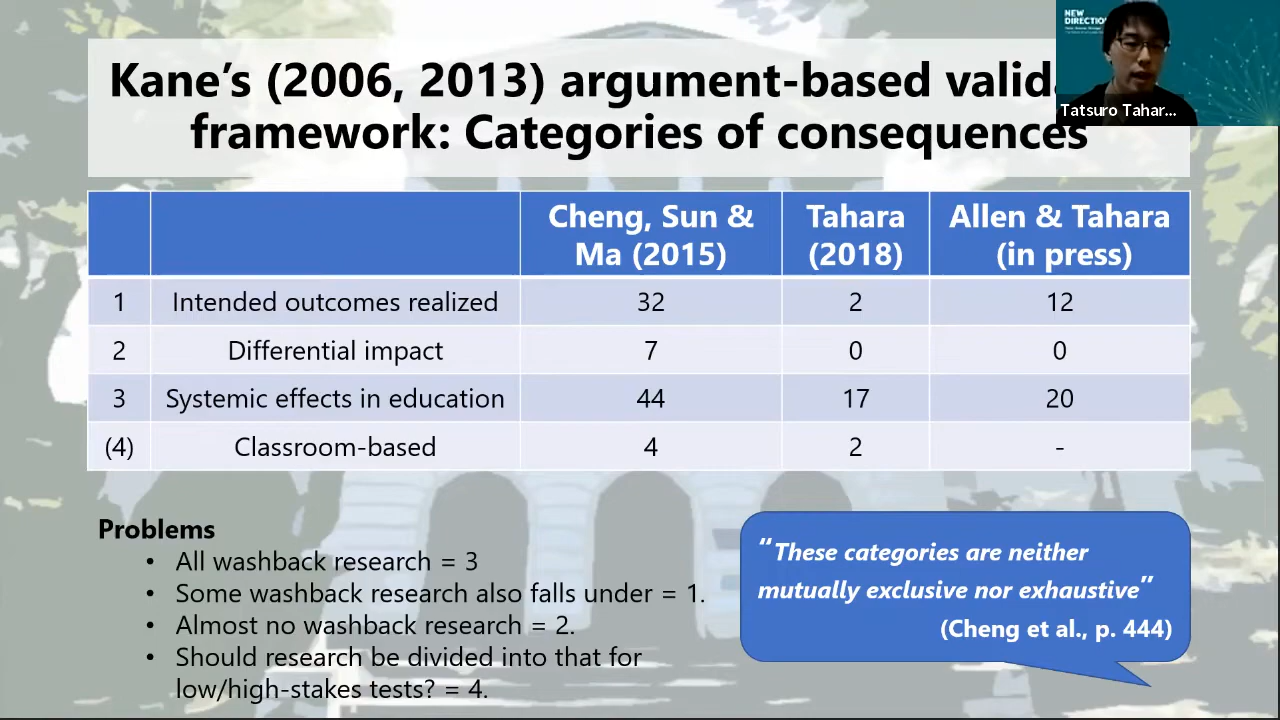 Kane's (2006, 2013) argument-based valid
framework: Categories of consequences
NEW
DIRECTIO
Tatsuro Tahar...
Cheng, Sun &
Ma (2015)
Tahara
(2018)
Allen & Tahara
(in press)
1 Intended outcomes realized 32 2 12
2 Differential impact 7 0 0
3 Systemic effects in education 44 17 20
(4) Classroom-based 4 2 -
Problems
• All washback research = 3
• Some washback research also falls under = 1.
• Almost no washback research = 2.
• Should research be divided into that for
low/high-stakes tests? = 4.
“These categories are neither
mutually exclusive nor exhaustive”
(Cheng et al., p. 444)